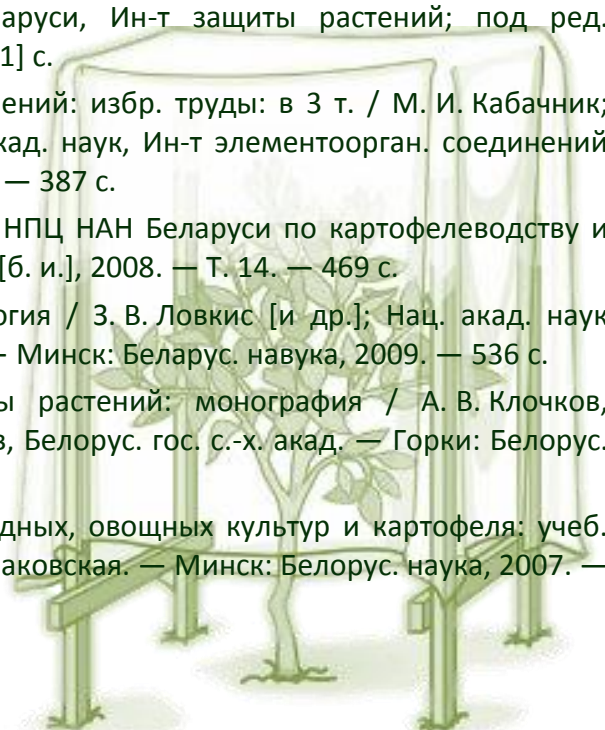 аруси, Ин-т защиты растений; под ред.
1] с.
ений: избр. труды: в 3 т. / М. И. Кабачник;
кад. наук, Ин-т элементоорган. соединений
— 387 с.
НПЦ НАН Беларуси по картофелеводству и
[б. и.], 2008. — Т. 14. — 469 с.
огия / З. В. Ловкис [и др.]; Нац. акад. наук
- Минск: Беларус. навука, 2009. — 536 с.
ы растений: монография / А. В. Клочков,
в, Белорус. гос. с.-х. акад. — Горки: Белорус.
дных, овощных культур и картофеля: учеб.
аковская. — Минск: Белорус. наука, 2007. —